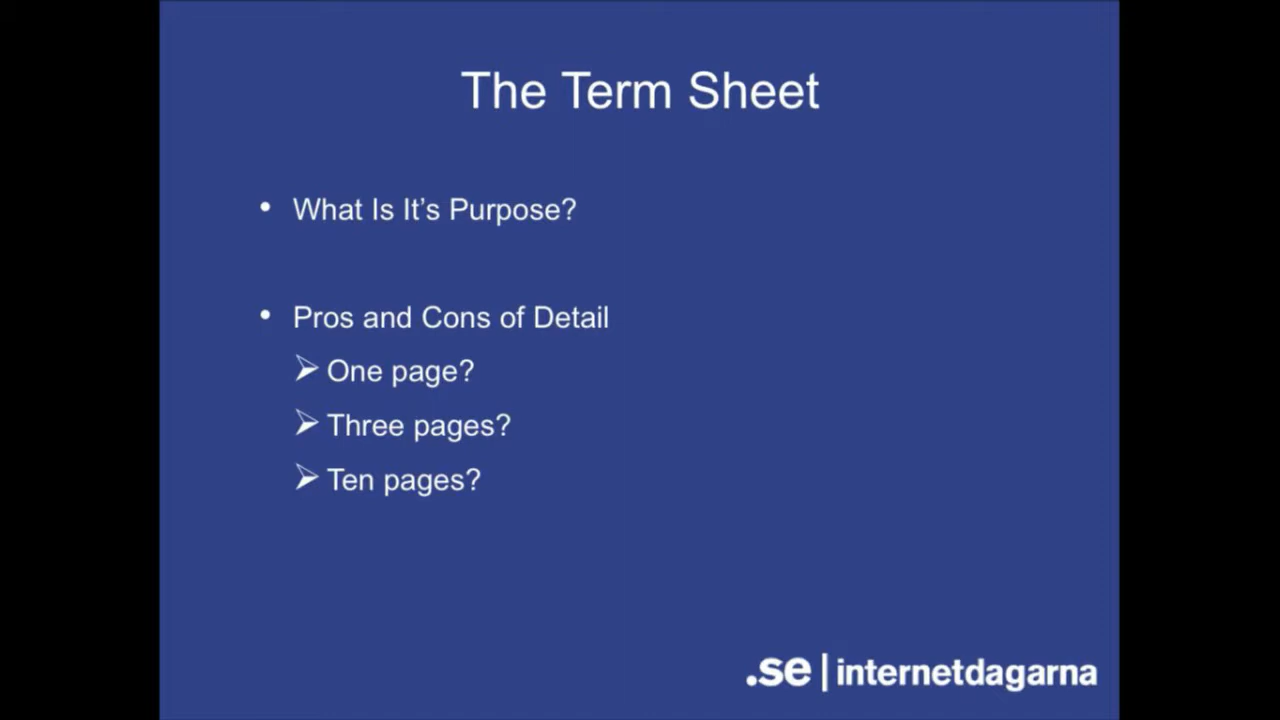 The Term Sheet
• What Is It’s Purpose?
• Pros and Cons of Detail
➢ One page?
➢ Three pages?
➢ Ten pages?
.se | internetdagarna